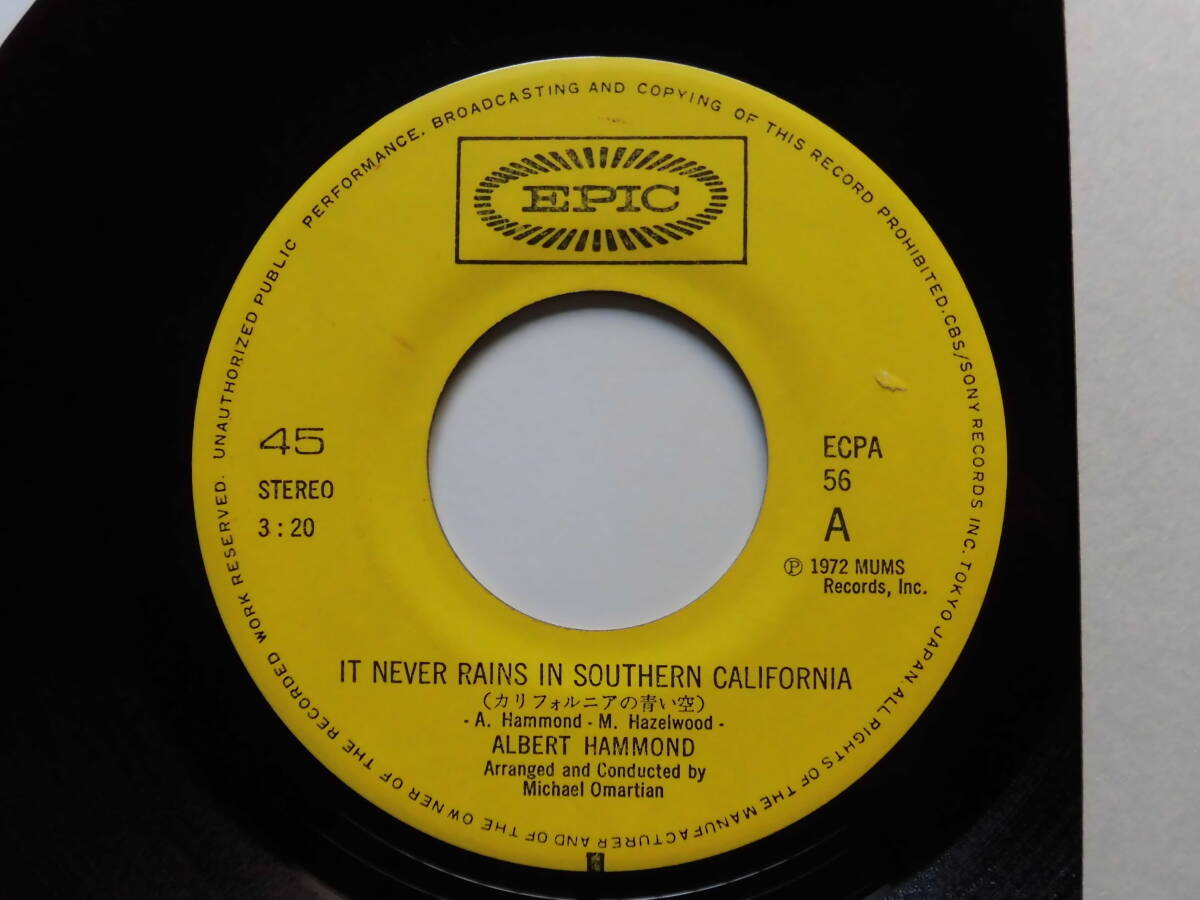 EPIC
45
STEREO
3:20
ECPA
56
A
Ⓟ 1972 MUMS
Records, Inc.
IT NEVER RAINS IN SOUTHERN CALIFORNIA
(カリフォルニアの青い空)
- A. Hammond - M. Hazelwood -
ALBERT HAMMOND
Arranged and Conducted by
Michael Omartian
ALL RIGHTS OF THE MANUFACTURER AND OF THE OWNER OF THE RECORDED WORK RESERVED. UNAUTHORIZED PUBLIC PERFORMANCE. BROADCASTING AND COPYING OF THIS RECORD PROHIBITED. CBS/SONY RECORDS INC. TOKYO JAPAN.